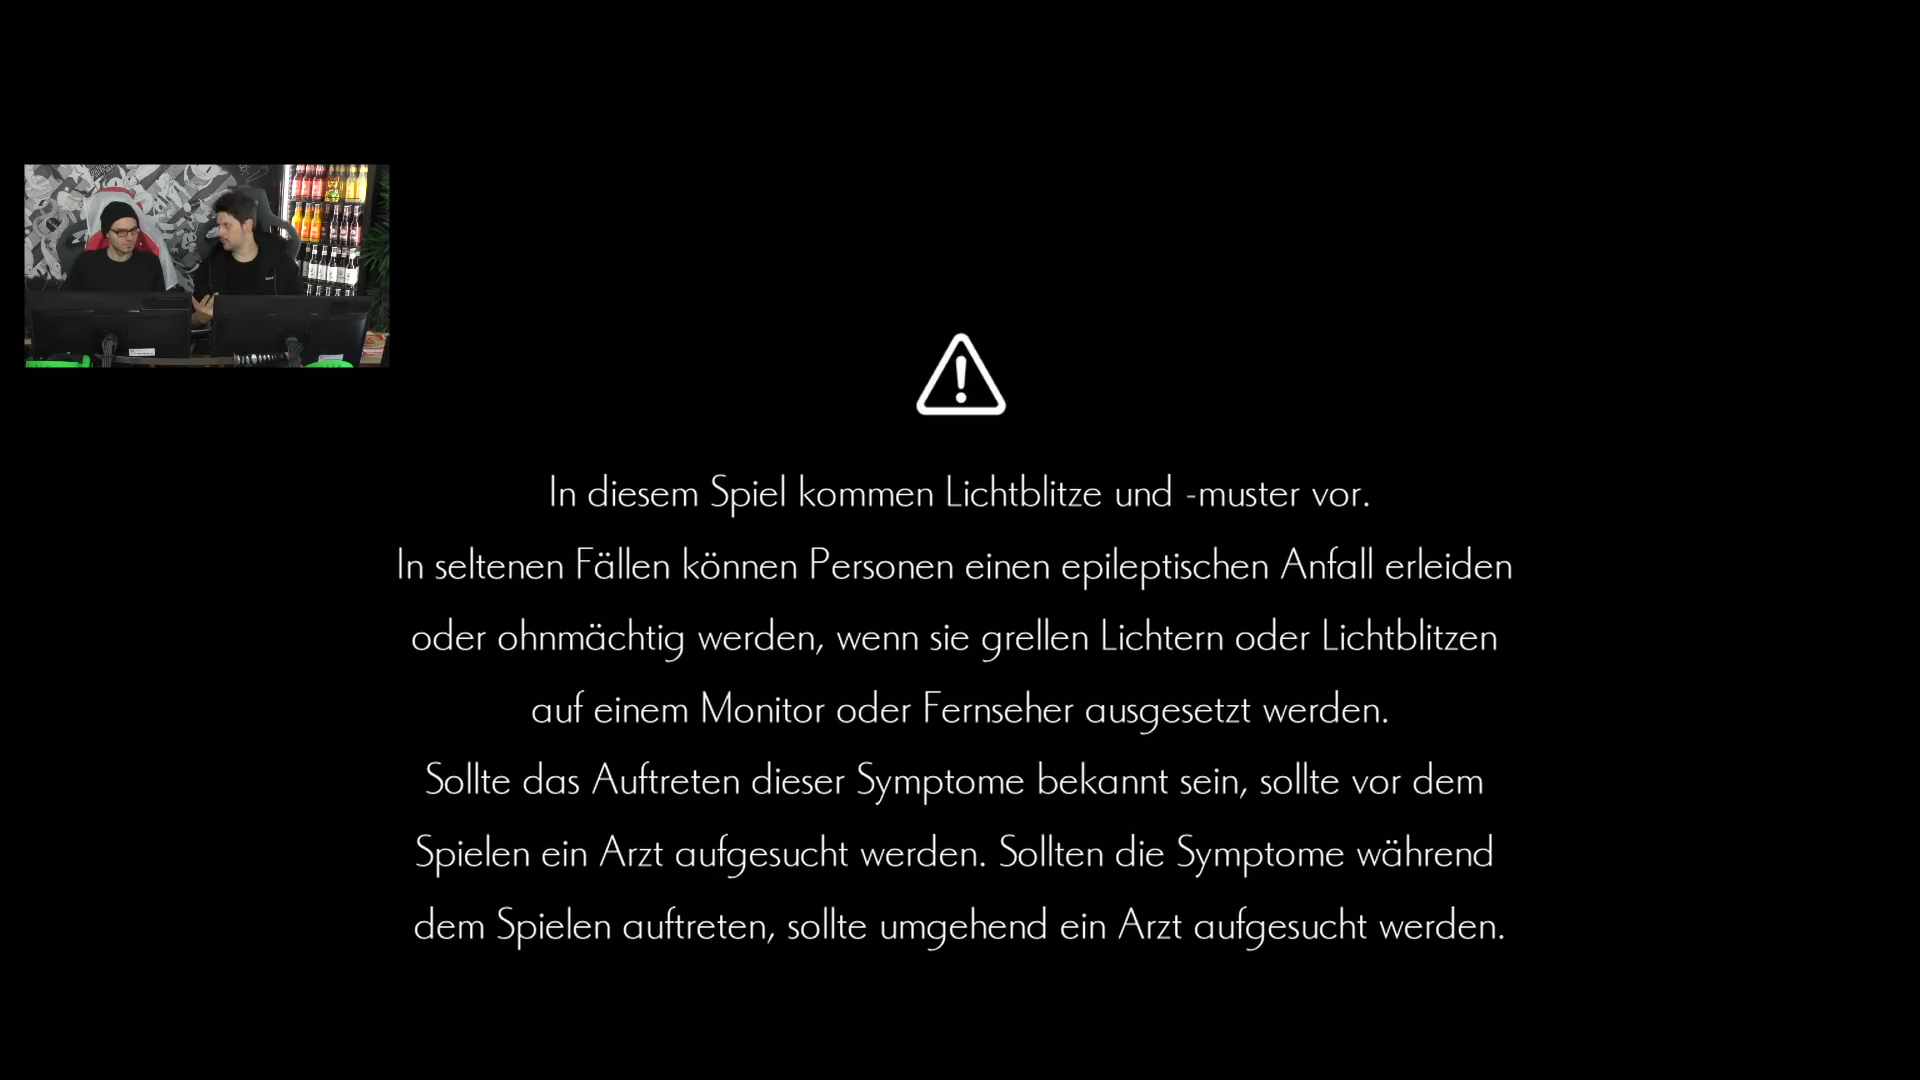 In diesem Spiel kommen Lichtblitze und -muster vor.
In seltenen Fällen können Personen einen epileptischen Anfall erleiden
oder ohnmächtig werden, wenn sie grellen Lichtern oder Lichtblitzen
auf einem Monitor oder Fernseher ausgesetzt werden.
Sollte das Auftreten dieser Symptome bekannt sein, sollte vor dem
Spielen ein Arzt aufgesucht werden. Sollten die Symptome während
dem Spielen auftreten, sollte umgehend ein Arzt aufgesucht werden.